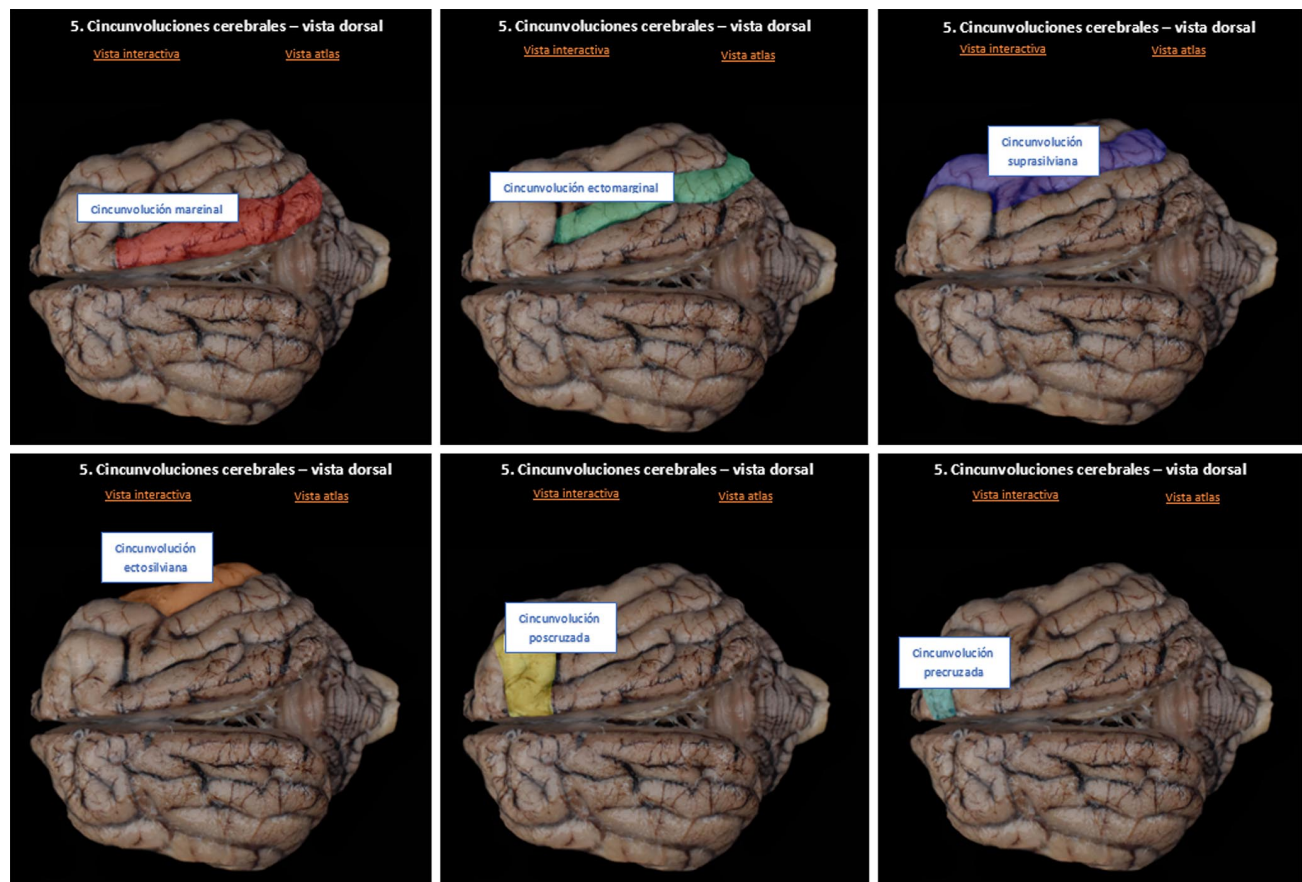 5. Cincunvoluciones cerebrales – vista dorsal
Vista interactiva
Vista atlas
Cincunvolución marginal
5. Cincunvoluciones cerebrales – vista dorsal
Vista interactiva
Vista atlas
Cincunvolución ectomarginal
5. Cincunvoluciones cerebrales – vista dorsal
Vista interactiva
Vista atlas
Cincunvolución
suprasilviana
5. Cincunvoluciones cerebrales – vista dorsal
Vista interactiva
Vista atlas
Cincunvolución
ectosilviana
5. Cincunvoluciones cerebrales – vista dorsal
Vista interactiva
Vista atlas
Cincunvolución
poscruzada
5. Cincunvoluciones cerebrales – vista dorsal
Vista interactiva
Vista atlas
Cincunvolución
precruzada